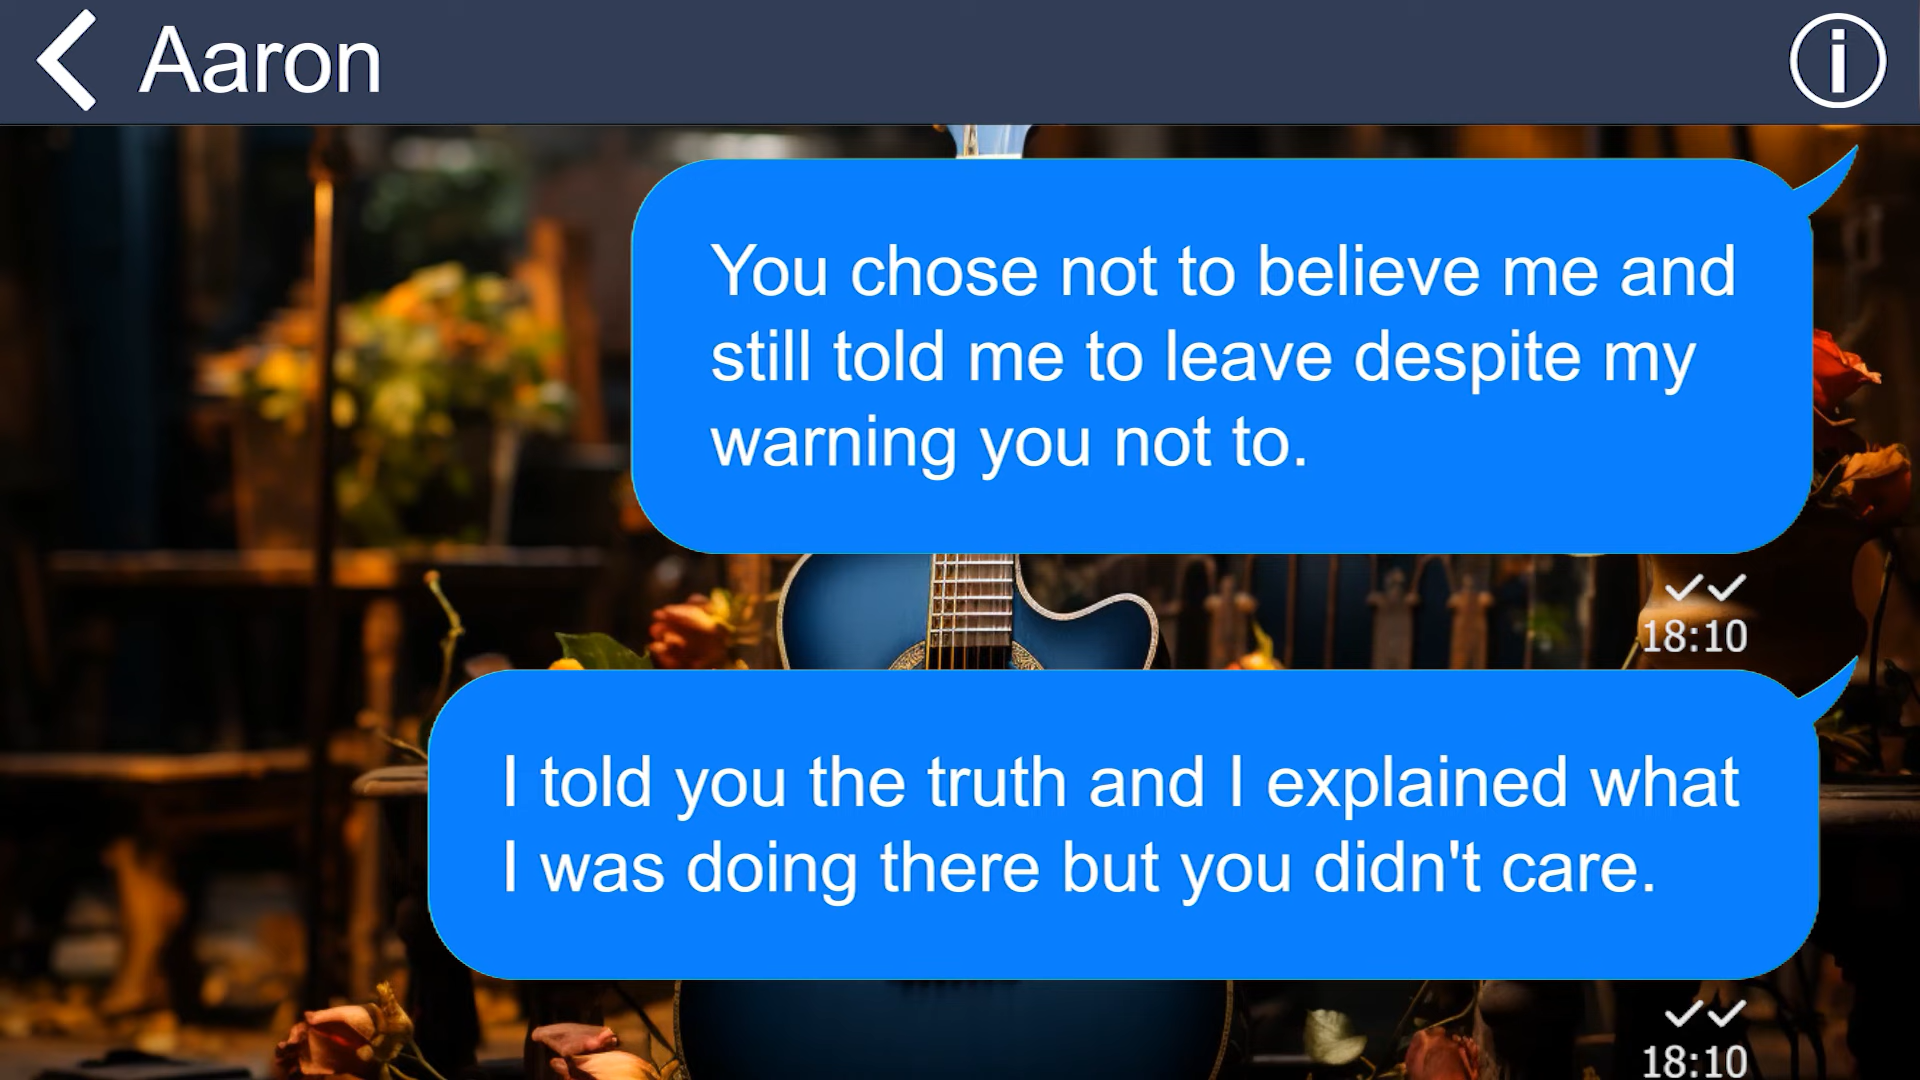 Aaron
You chose not to believe me and
still told me to leave despite my
warning you not to.
18:10
I told you the truth and I explained what
I was doing there but you didn't care.
18:10